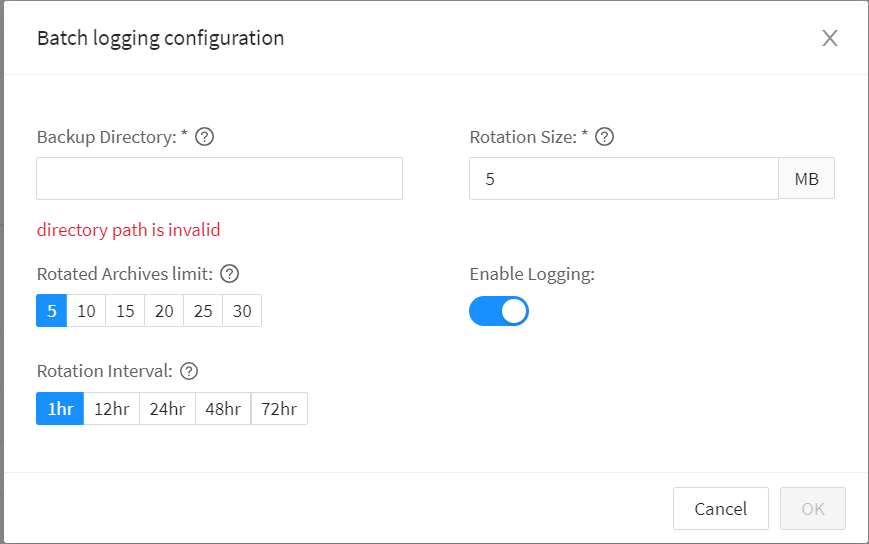 Batch logging configuration
Backup Directory: *
Rotation Size: *
5 MB
directory path is invalid
Rotated Archives limit:
Enable Logging:
5 10 15 20 25 30
Rotation Interval:
1hr 12hr 24hr 48hr 72hr
Cancel OK